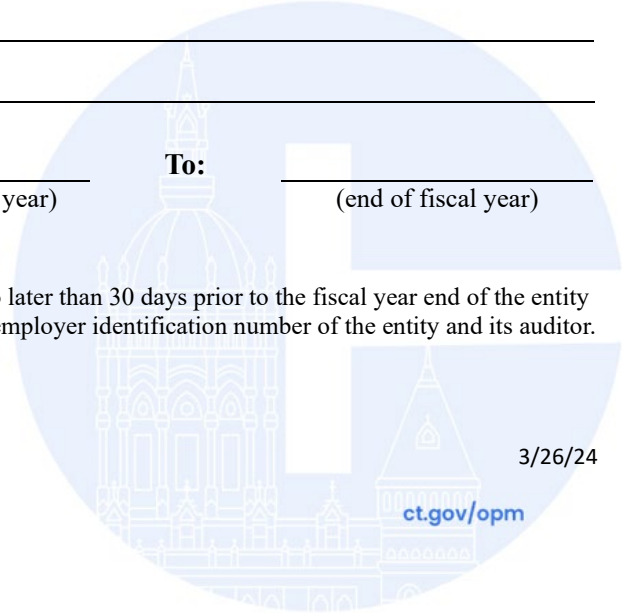 To:
year) (end of fiscal year)
later than 30 days prior to the fiscal year end of the entity
employer identification number of the entity and its auditor.
3/26/24
ct.gov/opm